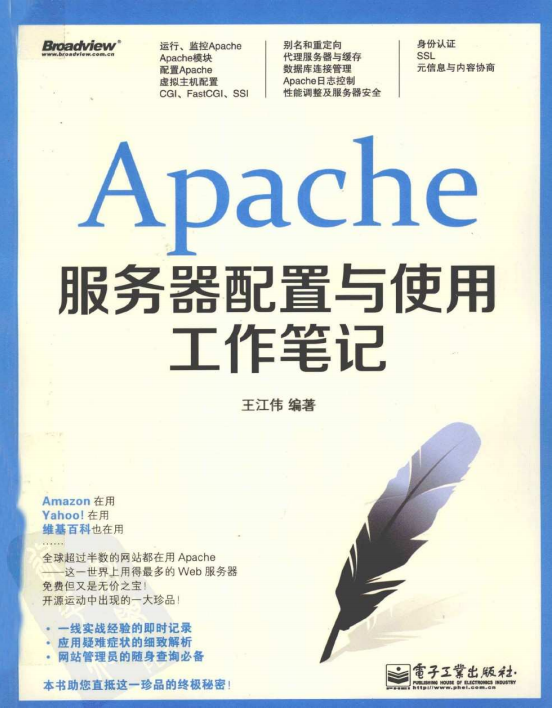 Broadview®
www.broadview.com.cn
运行、监控Apache
Apache模块
配置Apache
虚拟主机配置
CGI、FastCGI、SSI
别名和重定向
代理服务器与缓存
数据库连接管理
Apache日志控制
性能调整及服务器安全
身份认证
SSL
元信息与内容协商
Apache
服务器配置与使用
工作笔记
王江伟 编著
Amazon 在用
Yahoo! 在用
维基百科也在用
……
全球超过半数的网站都在用 Apache
——这一世界上用得最多的 Web 服务器
免费但又是无价之宝!
开源运动中出现的一大珍品!
· 一线实战经验的即时记录
· 应用疑难症状的细致解析
· 网站管理员的随身查询必备
本书助您直抵这一珍品的终极秘密!
電子工業出版社·
PUBLISHING HOUSE OF ELECTRONICS INDUSTRY
http://www.phei.com.cn